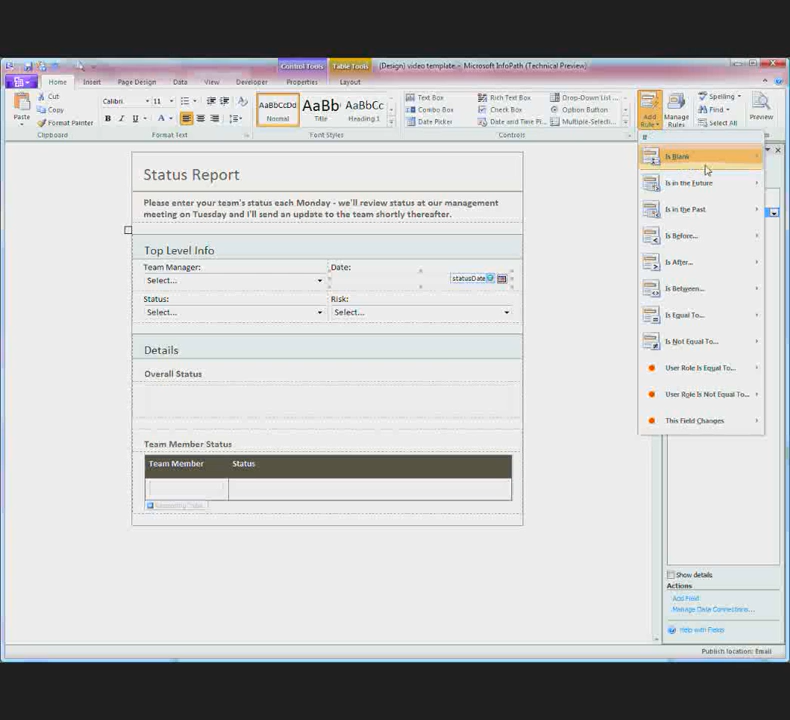 Control Tools Table Tools (Design) video template - Microsoft InfoPath (Technical Preview)
Home Insert Page Design Data View Developer Properties Layout
Paste
Cut
Copy
Format Painter
Clipboard
Calibri 11
B I U
Format Text
AaBbCcDd AaBb AaBbCc
Normal Title Heading 1
Font Styles
Text Box Rich Text Box Drop-Down List ...
Combo Box Check Box Option Button
Date Picker Date and Time Pi... Multiple-Selecti...
Controls
Add Rule
Manage Rules
Spelling
Find
Select All
Preview
If
Is Blank
Is in the Future
Is in the Past
Is Before...
Is After...
Is Between...
Is Equal To...
Is Not Equal To...
User Role Is Equal To...
User Role Is Not Equal To...
This Field Changes
Status Report
Please enter your team's status each Monday - we'll review status at our management
meeting on Tuesday and I'll send an update to the team shortly thereafter.
Top Level Info
Team Manager: Date:
Select... statusDate
Status: Risk:
Select... Select...
Details
Overall Status
Team Member Status
Team Member Status
Repeating Table
Show details
Actions
Add Field
Manage Data Connections...
Help with Fields
Publish location: Email